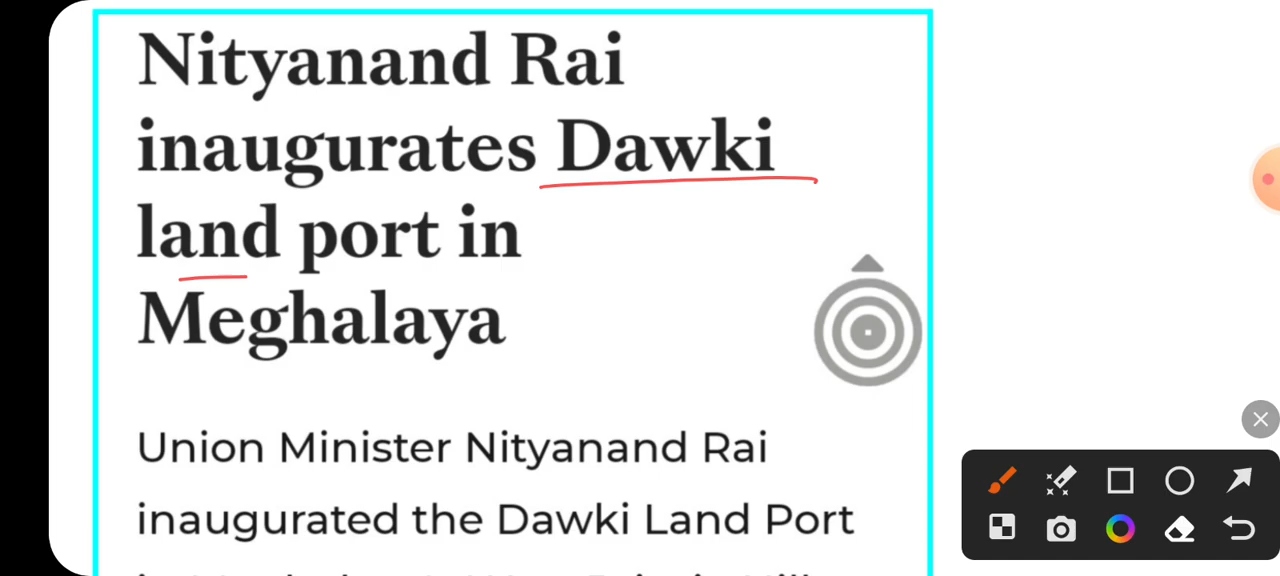 Nityanand Rai
inaugurates Dawki
land port in
Meghalaya
Union Minister Nityanand Rai
inaugurated the Dawki Land Port